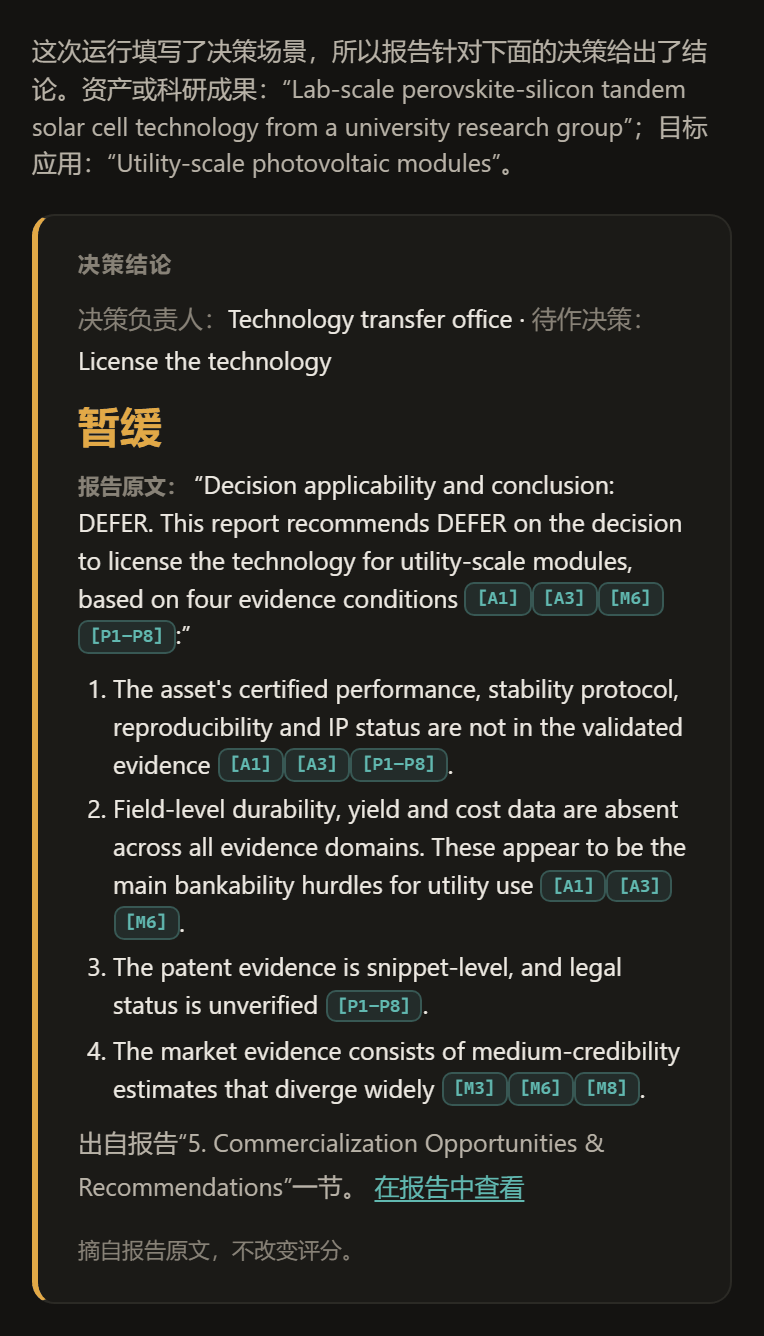 这次运行填写了决策场景，所以报告针对下面的决策给出了结
论。资产或科研成果：“Lab-scale perovskite-silicon tandem
solar cell technology from a university research group”；目标
应用：“Utility-scale photovoltaic modules”。
决策结论
决策负责人：Technology transfer office · 待作决策：
License the technology
暂缓
报告原文： “Decision applicability and conclusion:
DEFER. This report recommends DEFER on the decision
to license the technology for utility-scale modules,
based on four evidence conditions [A1] [A3] [M6]
[P1–P8]:”
1. The asset's certified performance, stability protocol,
reproducibility and IP status are not in the validated
evidence [A1] [A3] [P1–P8].
2. Field-level durability, yield and cost data are absent
across all evidence domains. These appear to be the
main bankability hurdles for utility use [A1] [A3]
[M6].
3. The patent evidence is snippet-level, and legal
status is unverified [P1–P8].
4. The market evidence consists of medium-credibility
estimates that diverge widely [M3] [M6] [M8].
出自报告“5. Commercialization Opportunities &
Recommendations”一节。 在报告中查看
摘自报告原文，不改变评分。